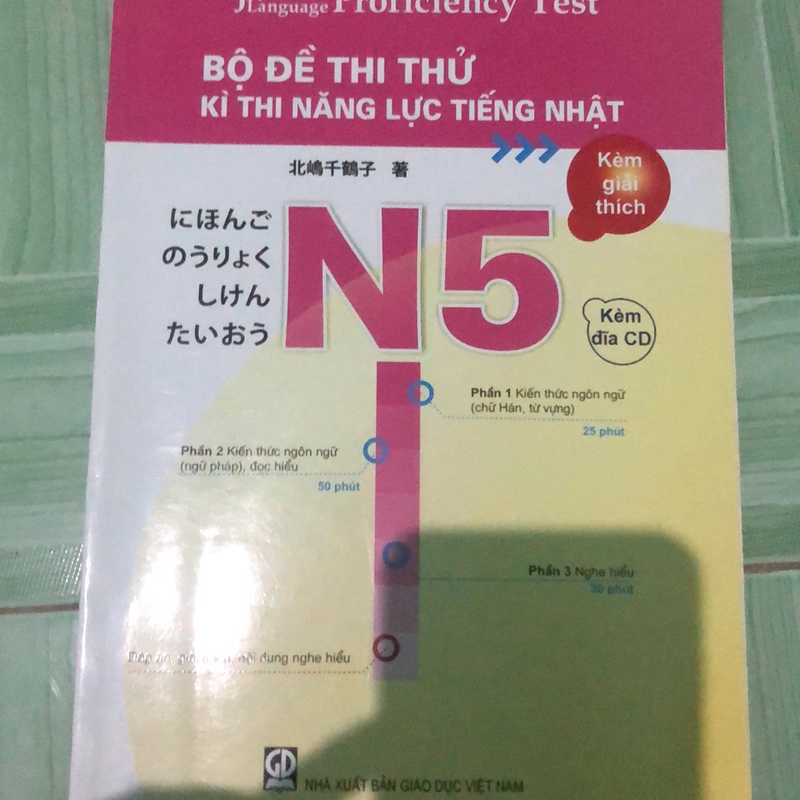 Language Proficiency Test
BỘ ĐỀ THI THỬ
KÌ THI NĂNG LỰC TIẾNG NHẬT
北嶋千鶴子 著
Kèm
giải
thích
にほんご
のうりょく
しけん
たいおう
N5
Kèm
đĩa CD
Phần 1 Kiến thức ngôn ngữ
(chữ Hán, từ vựng)
25 phút
Phần 2 Kiến thức ngôn ngữ
(ngữ pháp), đọc hiểu
50 phút
Phần 3 Nghe hiểu
30 phút
Đáp án, nội dung nghe hiểu
GD
NHÀ XUẤT BẢN GIÁO DỤC VIỆT NAM